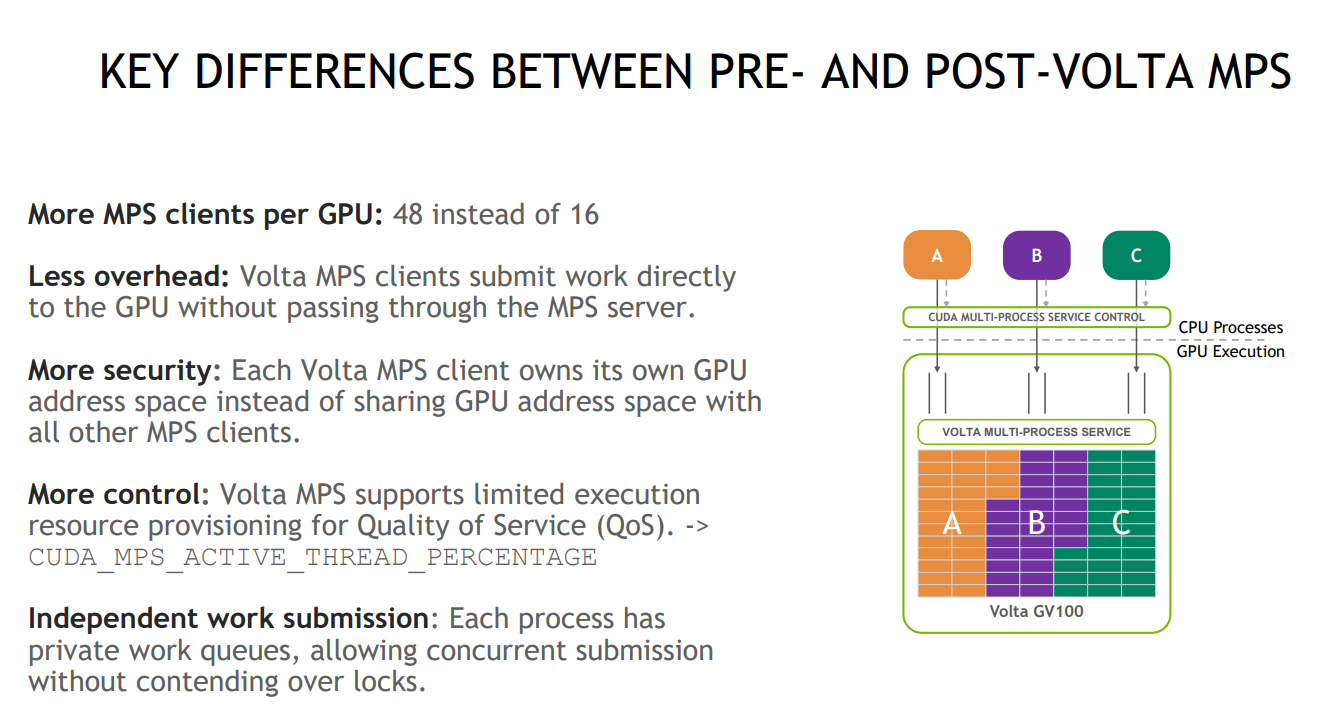 KEY DIFFERENCES BETWEEN PRE- AND POST-VOLTA MPS
More MPS clients per GPU: 48 instead of 16
Less overhead: Volta MPS clients submit work directly
to the GPU without passing through the MPS server.
More security: Each Volta MPS client owns its own GPU
address space instead of sharing GPU address space with
all other MPS clients.
More control: Volta MPS supports limited execution
resource provisioning for Quality of Service (QoS). ->
CUDA_MPS_ACTIVE_THREAD_PERCENTAGE
Independent work submission: Each process has
private work queues, allowing concurrent submission
without contending over locks.
A B C
CUDA MULTI-PROCESS SERVICE CONTROL
CPU Processes
GPU Execution
VOLTA MULTI-PROCESS SERVICE
A B C
Volta GV100